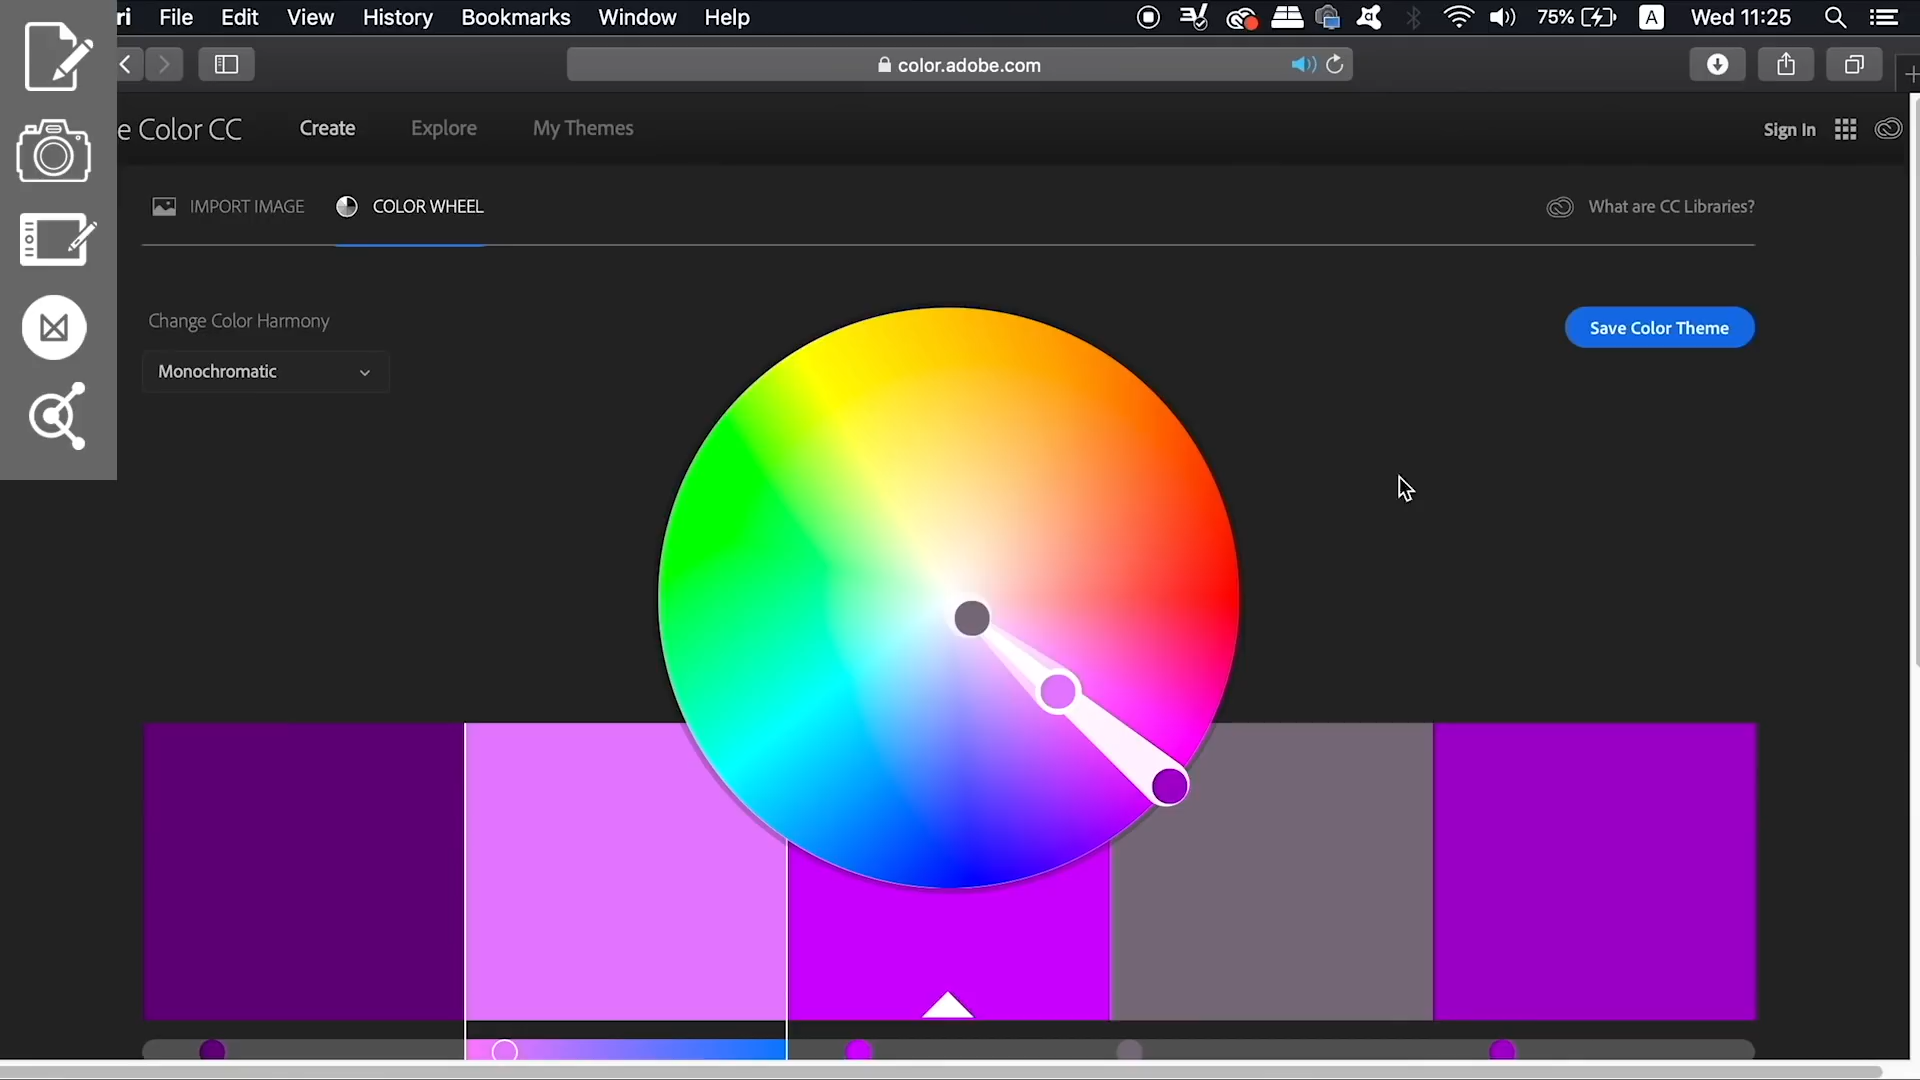 ri File Edit View History Bookmarks Window Help 75% A Wed 11:25
color.adobe.com
e Color CC Create Explore My Themes Sign In
IMPORT IMAGE COLOR WHEEL What are CC Libraries?
Change Color Harmony
Save Color Theme
Monochromatic